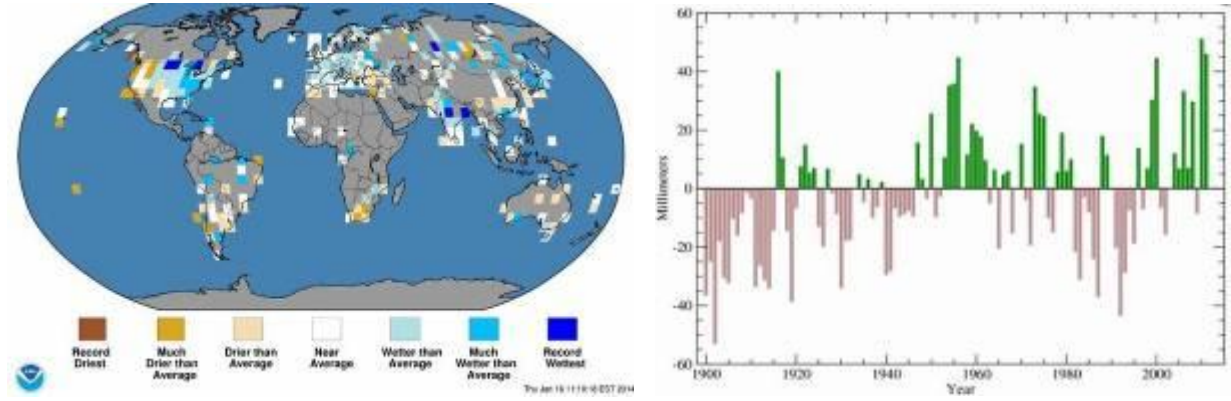 Record
Driest
Much
Drier than
Average
Drier than
Average
Near
Average
Wetter than
Average
Much
Wetter than
Average
Record
Wettest
60
40
20
0
-20
-40
-60
Millimeters
1900
1920
1940
1960
1980
2000
Year